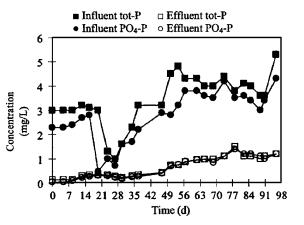 Influent tot-P Effluent tot-P
Influent PO4-P Effluent PO4-P
Concentration
(mg/L)
6
5
4
3
2
1
0
0 7 14 21 28 35 42 49 56 63 70 77 84 91 98
Time (d)